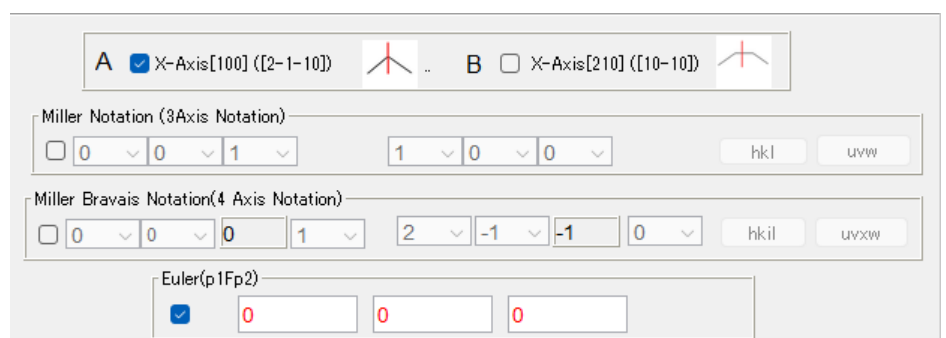 A X-Axis[100] ([2-1-10]) .. B X-Axis[210] ([10-10])
Miller Notation (3Axis Notation)
0 0 1 1 0 0 hkl uvw
Miller Bravais Notation(4 Axis Notation)
0 0 0 1 2 -1 -1 0 hkil uvxw
Euler(p1Fp2)
0 0 0